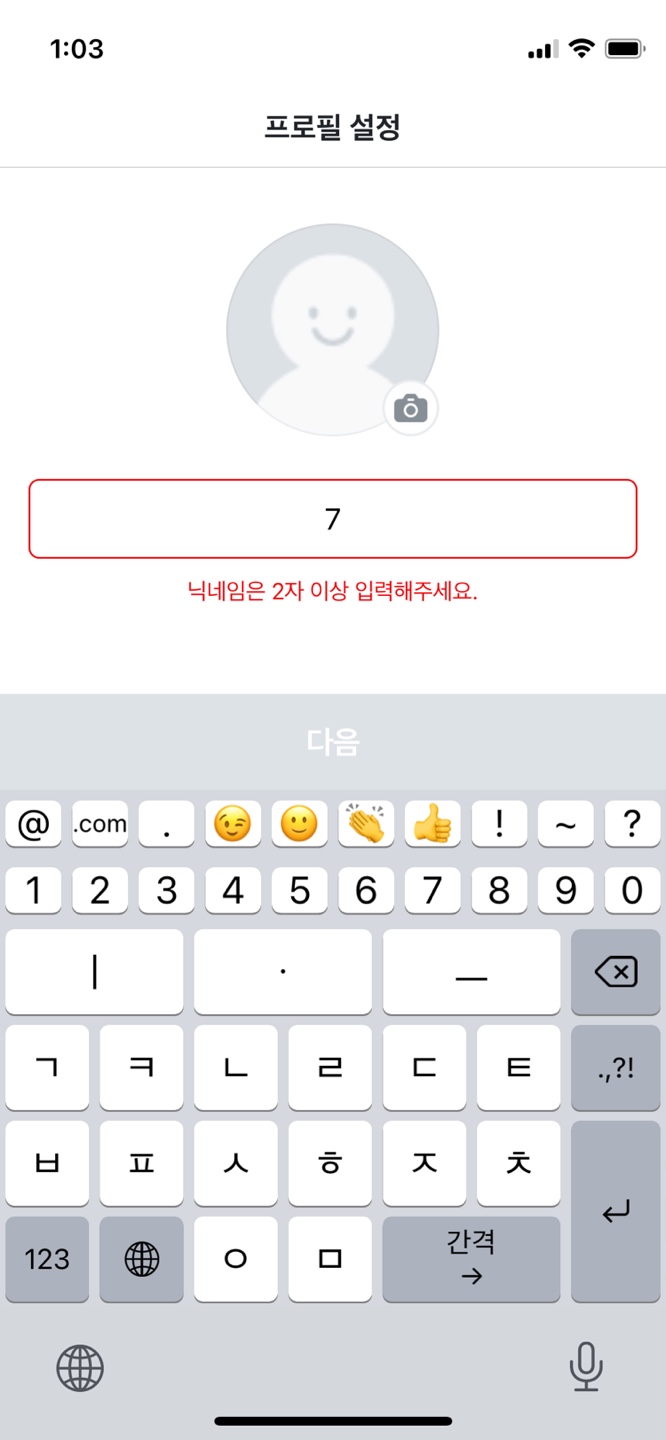 1:03
프로필 설정
7
닉네임은 2자 이상 입력해주세요.
다음
@ .com . 😉 🙂 👏 👍 ! ~ ?
1 2 3 4 5 6 7 8 9 0
ㅣ · ㅡ
ㄱ ㅋ ㄴ ㄹ ㄷ ㅌ .,?!
ㅂ ㅍ ㅅ ㅎ ㅈ ㅊ
123 ㅇ ㅁ 간격